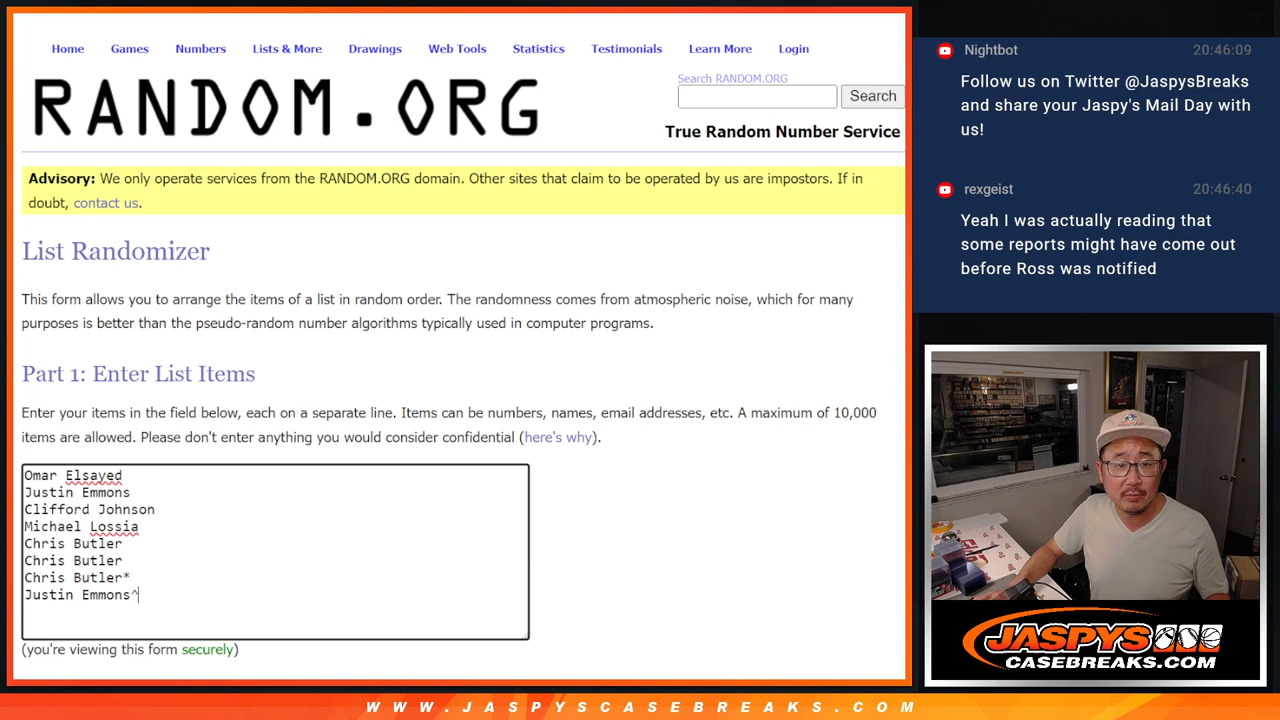 Home Games Numbers Lists & More Drawings Web Tools Statistics Testimonials Learn More Login
RANDOM.ORG
Search RANDOM.ORG
Search
True Random Number Service
Advisory: We only operate services from the RANDOM.ORG domain. Other sites that claim to be operated by us are impostors. If in
doubt, contact us.
List Randomizer
This form allows you to arrange the items of a list in random order. The randomness comes from atmospheric noise, which for many
purposes is better than the pseudo-random number algorithms typically used in computer programs.
Part 1: Enter List Items
Enter your items in the field below, each on a separate line. Items can be numbers, names, email addresses, etc. A maximum of 10,000
items are allowed. Please don't enter anything you would consider confidential (here's why).
Omar Elsayed
Justin Emmons
Clifford Johnson
Michael Lossia
Chris Butler
Chris Butler
Chris Butler*
Justin Emmons^
(you're viewing this form securely)
Nightbot 20:46:09
Follow us on Twitter @JaspysBreaks
and share your Jaspy's Mail Day with
us!
rexgeist 20:46:40
Yeah I was actually reading that
some reports might have come out
before Ross was notified
JASPYS
CASEBREAKS.COM
WWW.JASPYSCASEBREAKS.COM